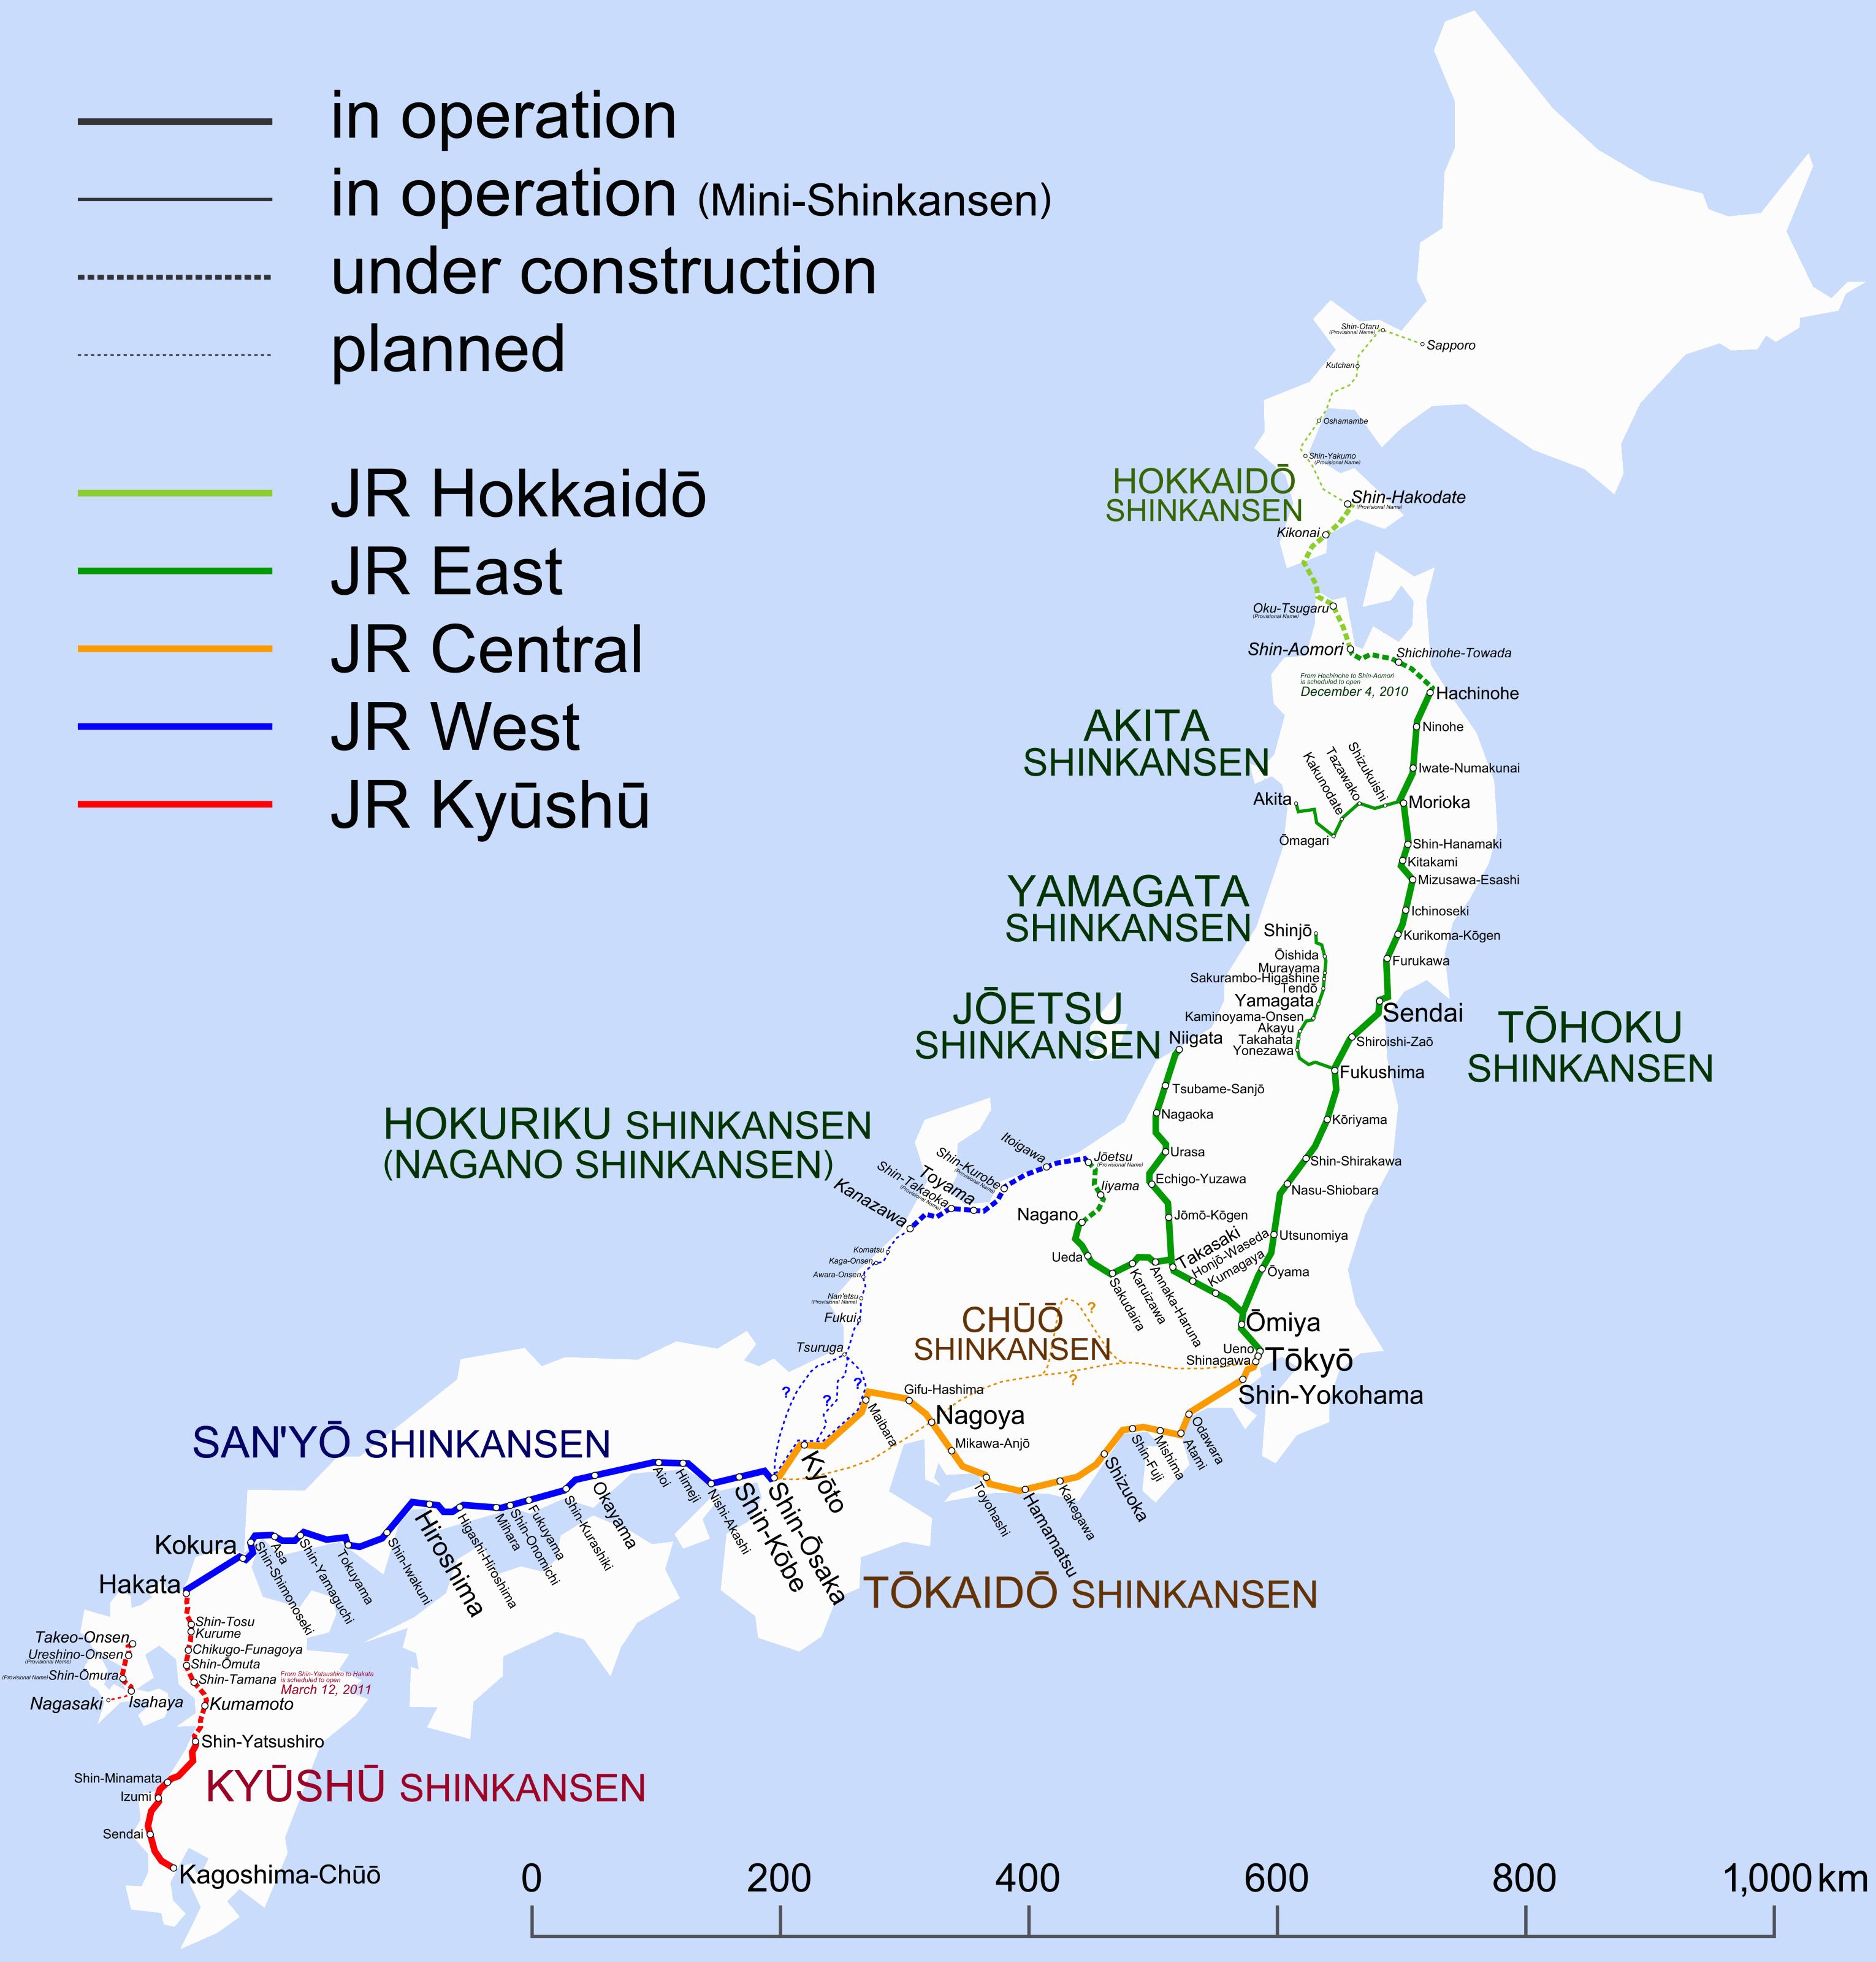 in operation
in operation (Mini-Shinkansen)
under construction
planned
JR Hokkaidō
JR East
JR Central
JR West
JR Kyūshū
Shin-Otaru
(Provisional Name)
Sapporo
Kutchan
Oshamambe
Shin-Yakumo
(Provisional Name)
HOKKAIDŌ
SHINKANSEN
Shin-Hakodate
(Provisional Name)
Kikonai
Oku-Tsugaru
(Provisional Name)
Shin-Aomori
Shichinohe-Towada
From Hachinohe to Shin-Aomori
is scheduled to open
December 4, 2010
Hachinohe
Ninohe
AKITA
SHINKANSEN
Iwate-Numakunai
Shizukuishi
Tazawako
Kakunodate
Akita
Morioka
Ōmagari
Shin-Hanamaki
Kitakami
Mizusawa-Esashi
YAMAGATA
SHINKANSEN
Ichinoseki
Shinjō
Kurikoma-Kōgen
Ōishida
Furukawa
Murayama
Sakurambo-Higashine
Tendō
Yamagata
JŌETSU
SHINKANSEN
Sendai
Kaminoyama-Onsen
Akayu
Takahata
Yonezawa
TŌHOKU
SHINKANSEN
Niigata
Shiroishi-Zaō
Fukushima
Tsubame-Sanjō
Nagaoka
Kōriyama
HOKURIKU SHINKANSEN
(NAGANO SHINKANSEN)
Urasa
Itoigawa
Jōetsu
(Provisional Name)
Shin-Shirakawa
Shin-Kurobe
(Provisional Name)
Toyama
Shin-Takaoka
(Provisional Name)
Kanazawa
Iiyama
Echigo-Yuzawa
Nasu-Shiobara
Nagano
Jōmō-Kōgen
Utsunomiya
Takasaki
Honjō-Waseda
Kumagaya
Komatsu
Kaga-Onsen
Awara-Onsen
Ueda
Ōyama
Sakudaira
Karuizawa
Annaka-Haruna
Nan'etsu
(Provisional Name)
Fukui
CHŪŌ
SHINKANSEN
?
Ōmiya
Tsuruga
Ueno
Shinagawa
Tōkyō
?
?
?
?
Gifu-Hashima
Shin-Yokohama
Maibara
Nagoya
Mikawa-Anjō
Odawara
Atami
Mishima
Shin-Fuji
Shizuoka
Kakegawa
Hamamatsu
Toyohashi
SAN'YŌ SHINKANSEN
Kyōto
Shin-Ōsaka
Shin-Kōbe
Nishi-Akashi
Himeji
Aioi
Okayama
Shin-Kurashiki
Fukuyama
Shin-Onomichi
Mihara
Higashi-Hiroshima
Hiroshima
Shin-Iwakuni
Tokuyama
Shin-Yamaguchi
Asa
Shin-Shimonoseki
Kokura
TŌKAIDŌ SHINKANSEN
Hakata
Shin-Tosu
Kurume
Takeo-Onsen
Chikugo-Funagoya
Ureshino-Onsen
(Provisional Name)
Shin-Ōmuta
(Provisional Name) Shin-Ōmura
Shin-Tamana
From Shin-Yatsushiro to Hakata
is scheduled to open
March 12, 2011
Nagasaki
Isahaya
Kumamoto
Shin-Yatsushiro
Shin-Minamata
KYŪSHŪ SHINKANSEN
Izumi
Sendai
Kagoshima-Chūō
0 200 400 600 800 1,000 km